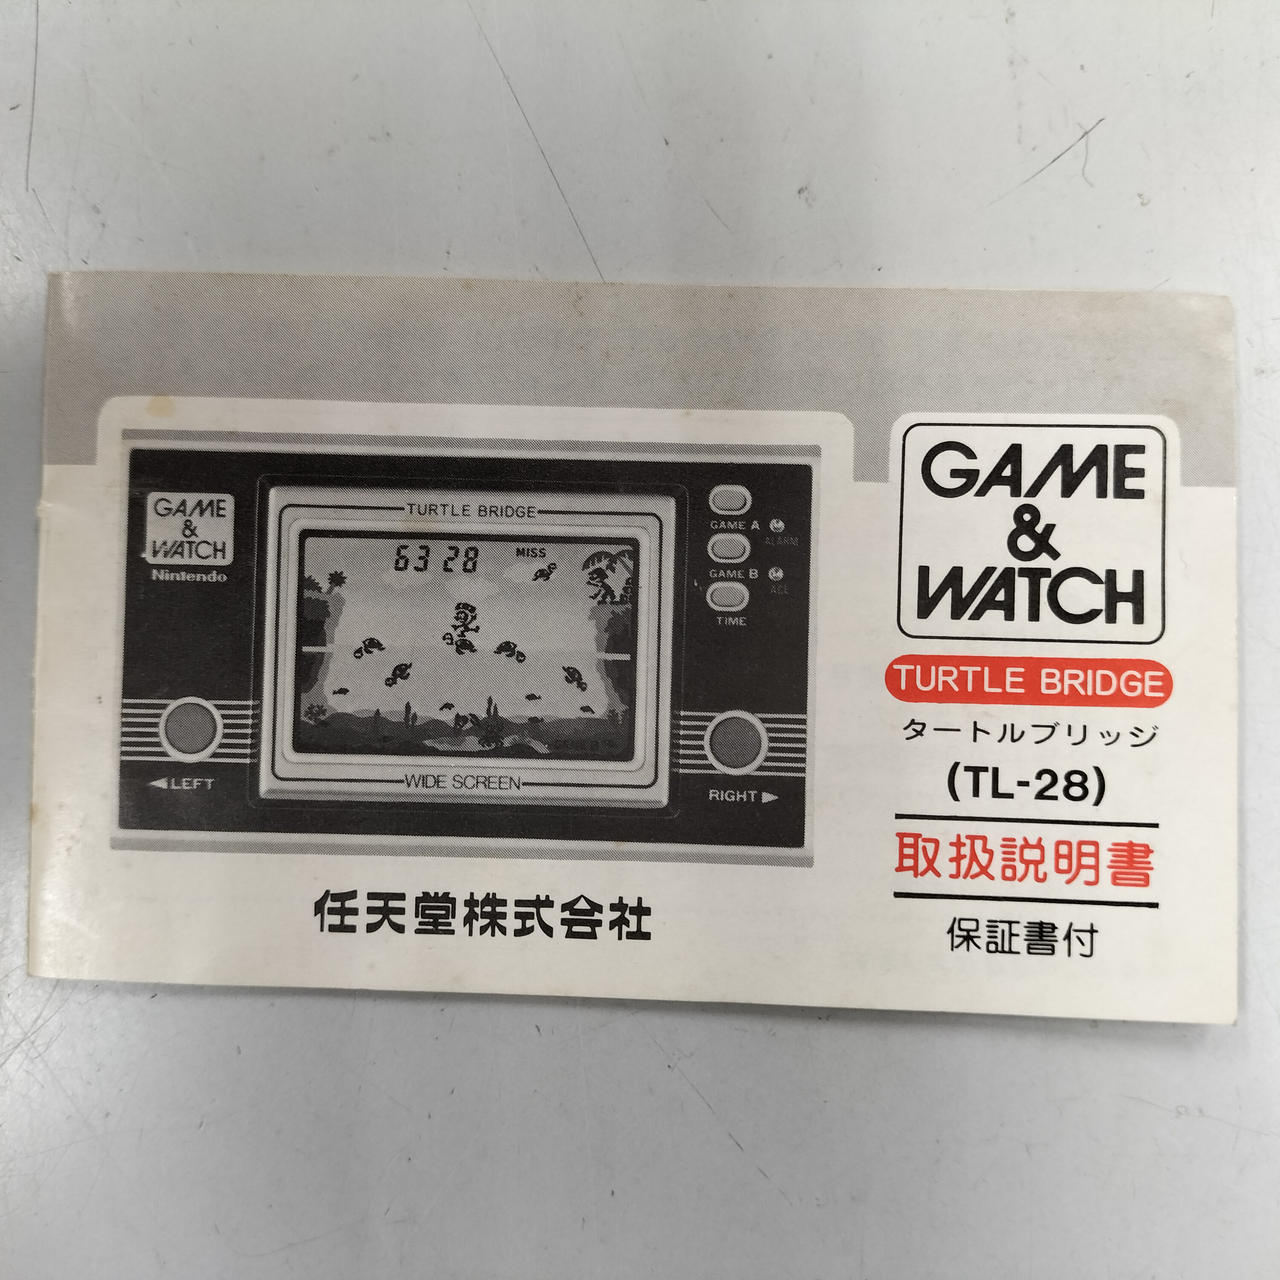 GAME
&
WATCH
Nintendo
TURTLE BRIDGE
63 28
MISS
GAME A
ALARM
GAME B
ACL
TIME
◀LEFT
WIDE SCREEN
RIGHT▶
任天堂株式会社
GAME
&
WATCH
TURTLE BRIDGE
タートルブリッジ
(TL-28)
取扱説明書
保証書付